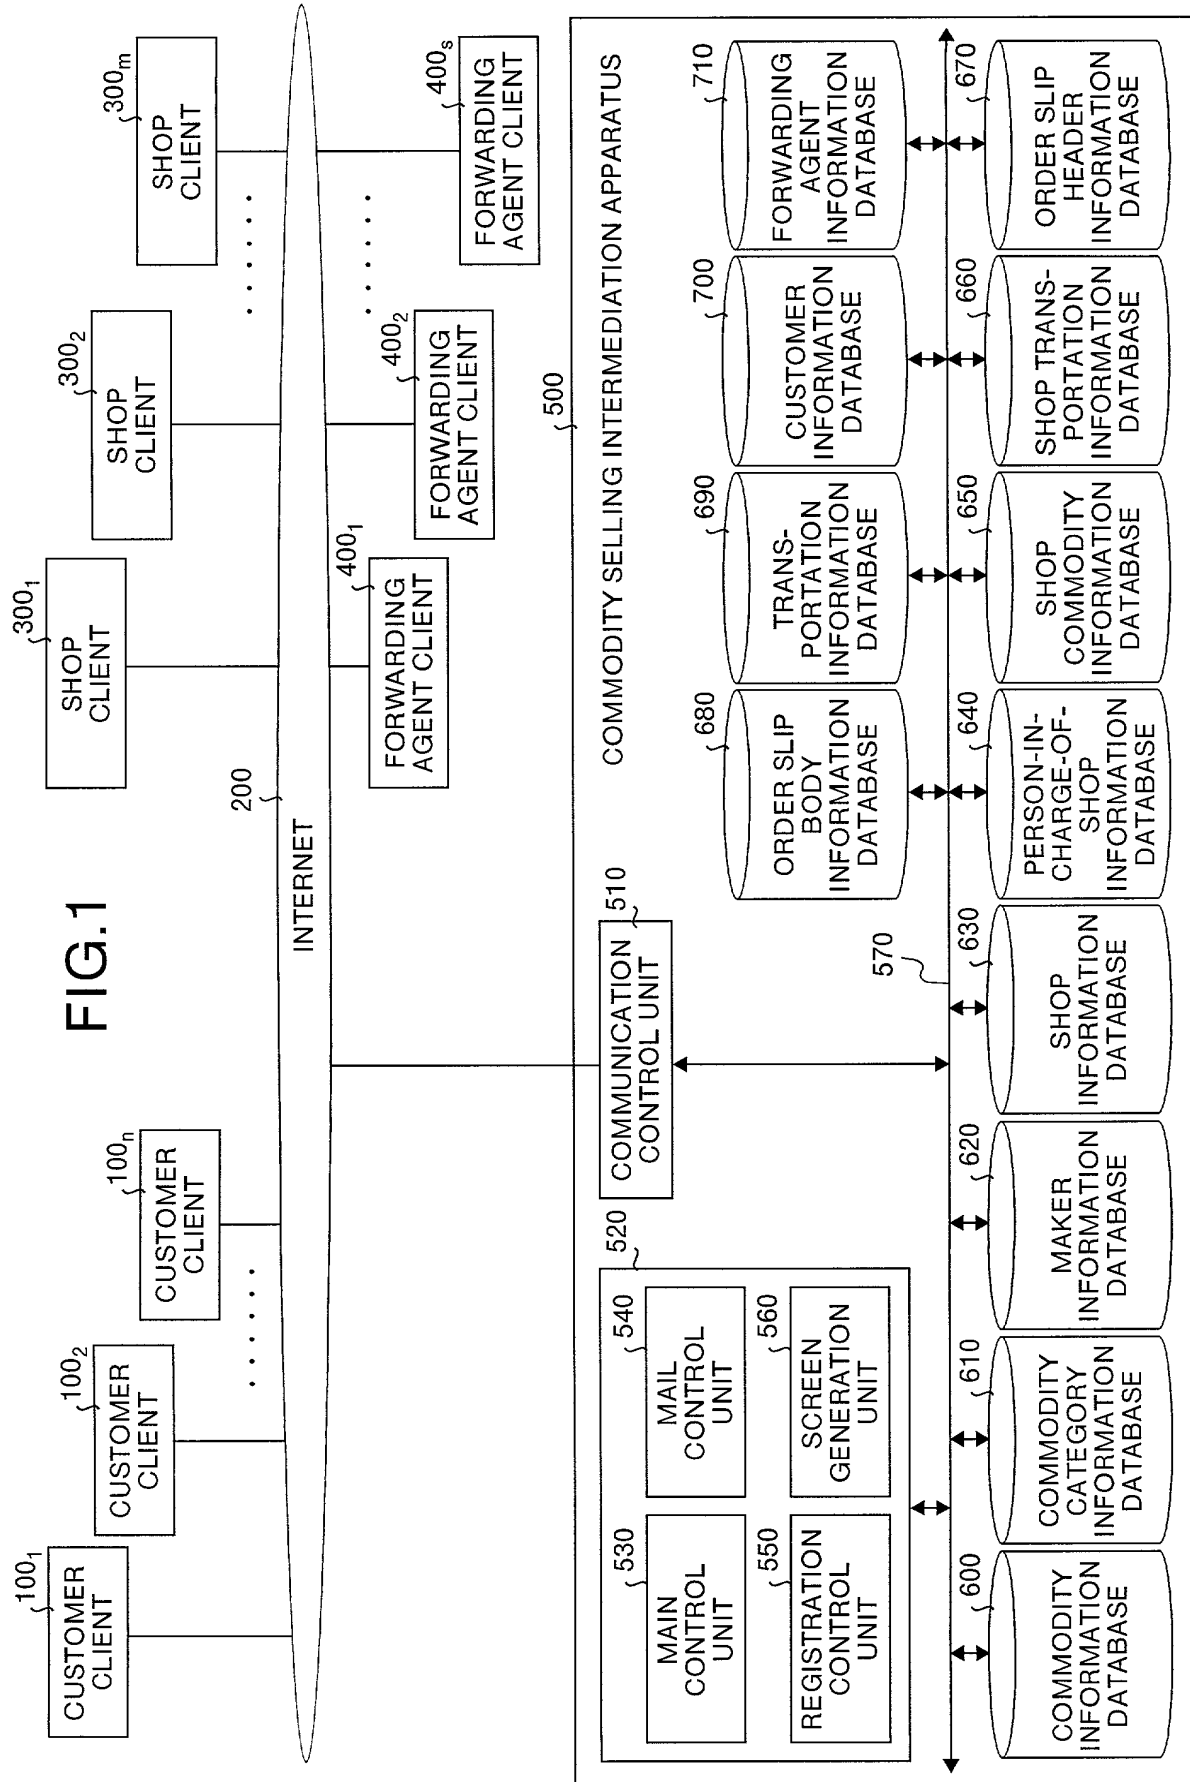 FIG.1
100₁
CUSTOMER
CLIENT
100₂
CUSTOMER
CLIENT
100ₙ
CUSTOMER
CLIENT
300₁
SHOP
CLIENT
300₂
SHOP
CLIENT
300ₘ
SHOP
CLIENT
200
INTERNET
400₁
FORWARDING
AGENT CLIENT
400₂
FORWARDING
AGENT CLIENT
400ₛ
FORWARDING
AGENT CLIENT
500
COMMODITY SELLING INTERMEDIATION APPARATUS
510
COMMUNICATION
CONTROL UNIT
520
530
MAIN
CONTROL
UNIT
540
MAIL
CONTROL
UNIT
550
REGISTRATION
CONTROL
UNIT
560
SCREEN
GENERATION
UNIT
680
ORDER SLIP
BODY
INFORMATION
DATABASE
690
TRANS-
PORTATION
INFORMATION
DATABASE
700
CUSTOMER
INFORMATION
DATABASE
710
FORWARDING
AGENT
INFORMATION
DATABASE
570
600
COMMODITY
INFORMATION
DATABASE
610
COMMODITY
CATEGORY
INFORMATION
DATABASE
620
MAKER
INFORMATION
DATABASE
630
SHOP
INFORMATION
DATABASE
640
PERSON-IN-
CHARGE-OF-
SHOP
INFORMATION
DATABASE
650
SHOP
COMMODITY
INFORMATION
DATABASE
660
SHOP TRANS-
PORTATION
INFORMATION
DATABASE
670
ORDER SLIP
HEADER
INFORMATION
DATABASE